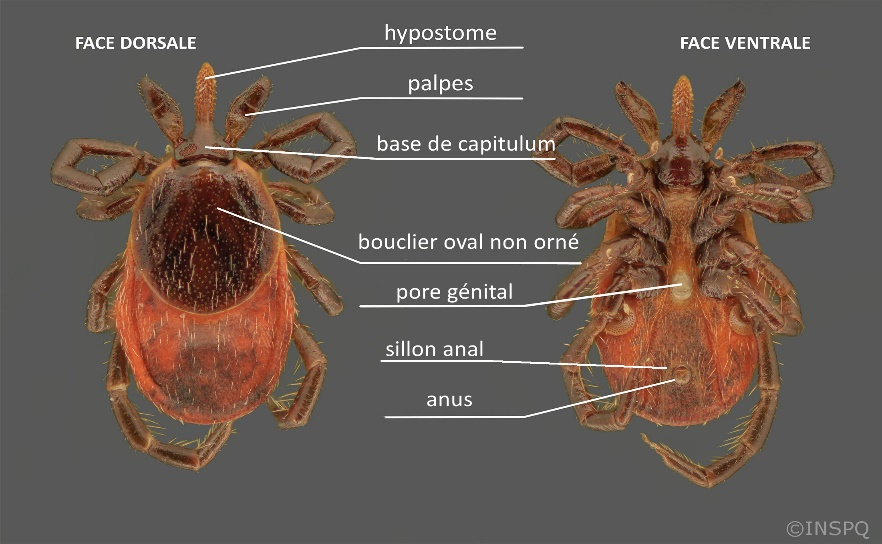 FACE DORSALE
hypostome
FACE VENTRALE
palpes
base de capitulum
bouclier oval non orné
pore génital
sillon anal
anus
©INSPQ